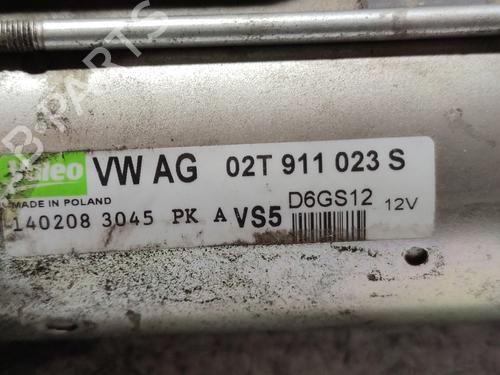 Valeo VW AG 02T 911 023 S
MADE IN POLAND
140208 3045 PK A VS5 D6GS12 12V
B-PARTS